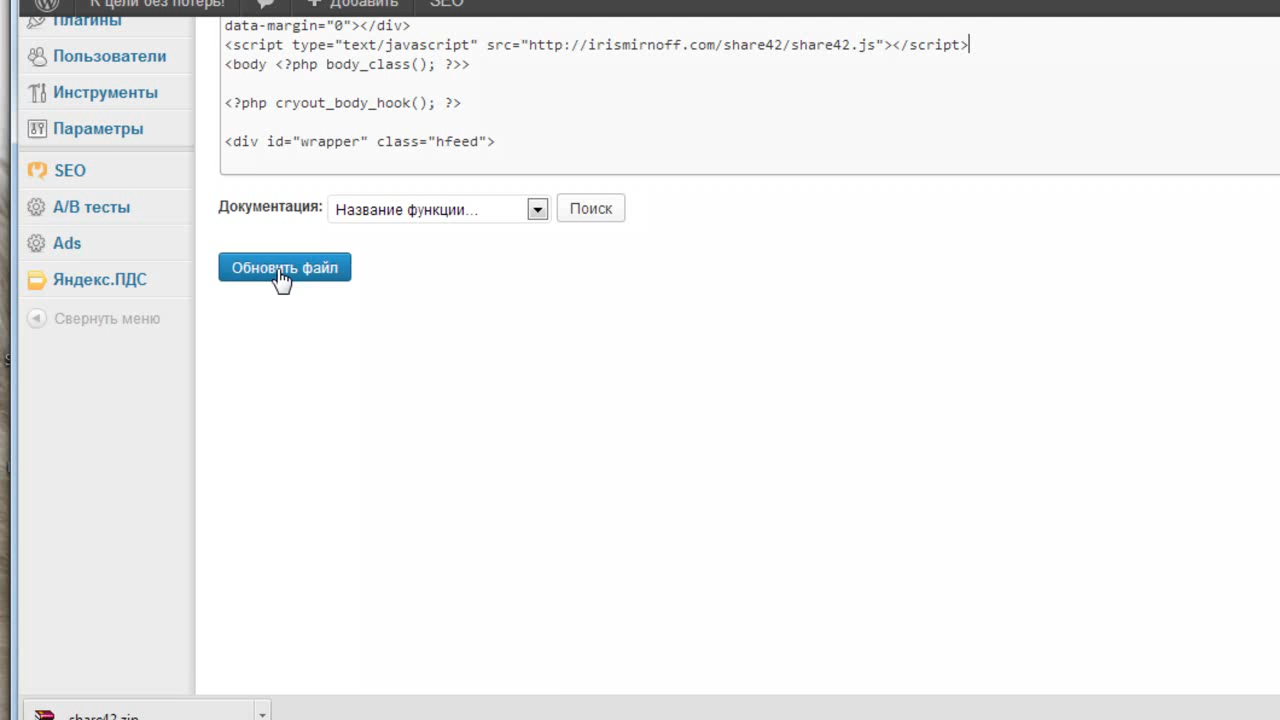 К цели без потерь!
Добавить
SEO
Плагины
Пользователи
Инструменты
Параметры
SEO
A/B тесты
Ads
Яндекс.ПДС
Свернуть меню
data-margin="0"></div>
<script type="text/javascript" src="http://irismirnoff.com/share42/share42.js"></script>
<body <?php body_class(); ?>>
<?php cryout_body_hook(); ?>
<div id="wrapper" class="hfeed">
Документация:
Название функции...
Поиск
Обновить файл
share42.zip